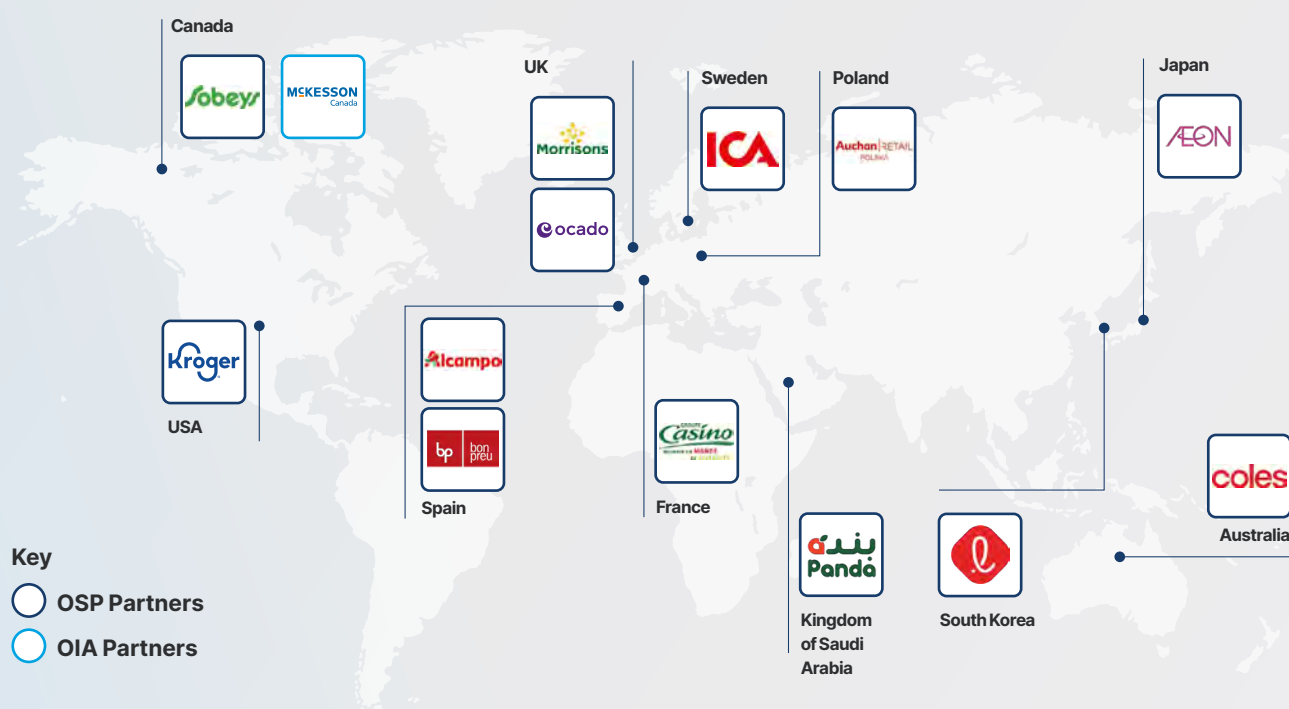 Canada
Sobeys
MCKESSON
Canada
UK
Morrisons
ocado
Sweden
ICA
Poland
Auchan|RETAIL
POLSKA
Japan
ÆON
Kroger
USA
Alcampo
bp bon
preu
Spain
GROUPE
Casino
France
بنده
Panda
Kingdom
of Saudi
Arabia
South Korea
coles
Australia
Key
OSP Partners
OIA Partners